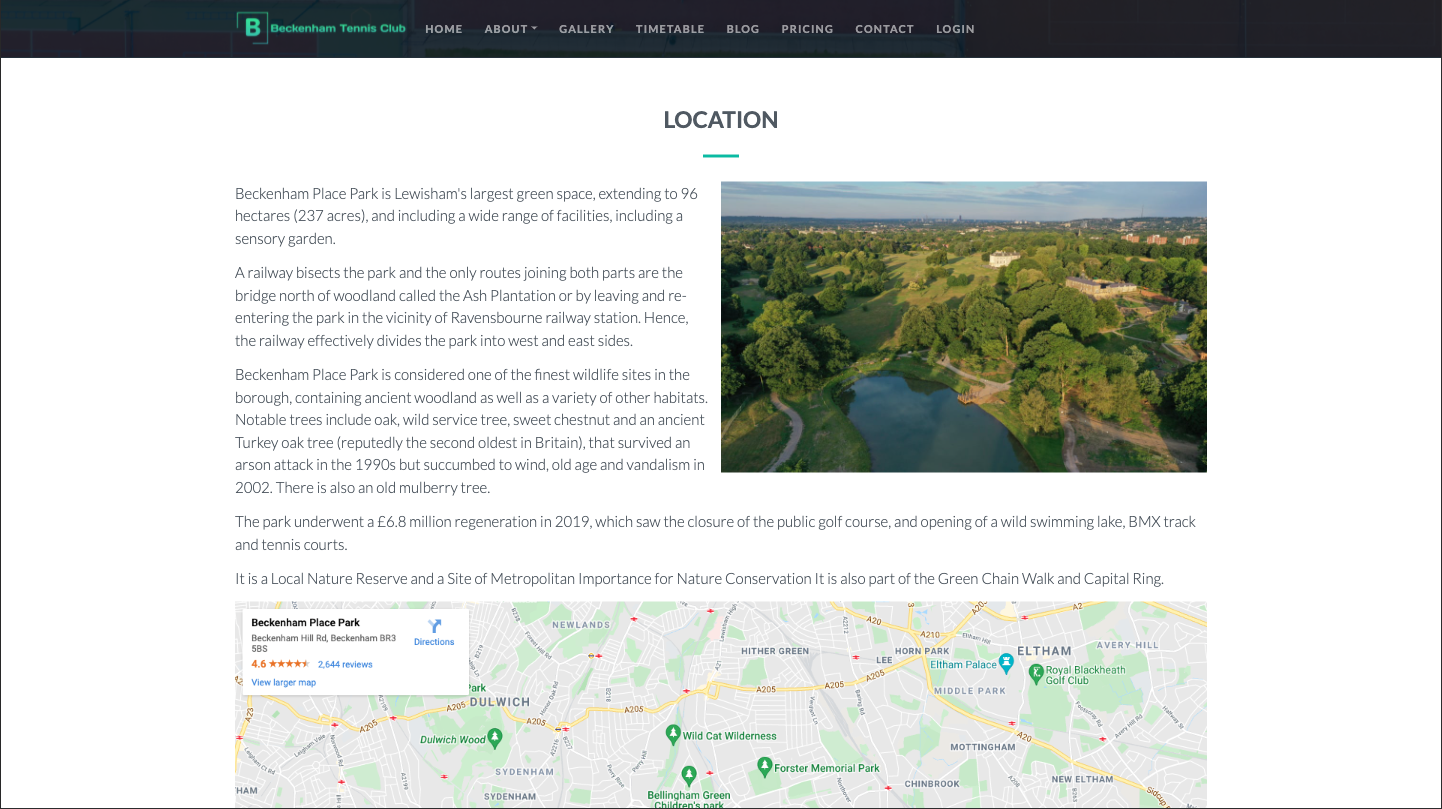 B Beckenham Tennis Club HOME ABOUT GALLERY TIMETABLE BLOG PRICING CONTACT LOGIN
LOCATION
Beckenham Place Park is Lewisham's largest green space, extending to 96
hectares (237 acres), and including a wide range of facilities, including a
sensory garden.
A railway bisects the park and the only routes joining both parts are the
bridge north of woodland called the Ash Plantation or by leaving and re-
entering the park in the vicinity of Ravensbourne railway station. Hence,
the railway effectively divides the park into west and east sides.
Beckenham Place Park is considered one of the finest wildlife sites in the
borough, containing ancient woodland as well as a variety of other habitats.
Notable trees include oak, wild service tree, sweet chestnut and an ancient
Turkey oak tree (reputedly the second oldest in Britain), that survived an
arson attack in the 1990s but succumbed to wind, old age and vandalism in
2002. There is also an old mulberry tree.
The park underwent a £6.8 million regeneration in 2019, which saw the closure of the public golf course, and opening of a wild swimming lake, BMX track
and tennis courts.
It is a Local Nature Reserve and a Site of Metropolitan Importance for Nature Conservation It is also part of the Green Chain Walk and Capital Ring.
Beckenham Place Park
Directions
Beckenham Hill Rd, Beckenham BR3
5BS
4.6 2,644 reviews
View larger map
NEWLANDS
A2212
A20
A2
A210
Eltham Hill
HITHER GREEN
HORN PARK
ELTHAM
AVERY HILL
LEE
Eltham Palace
Royal Blackheath
Golf Club
MIDDLE PARK
Park
DULWICH
A205
A205
A205
A205
A205
A23
A20
Dulwich Wood
Wild Cat Wilderness
MOTTINGHAM
Forster Memorial Park
SYDENHAM
SYDENHAM
Bellingham Green
Children's park
CHINBROOK
NEW ELTHAM
HAM